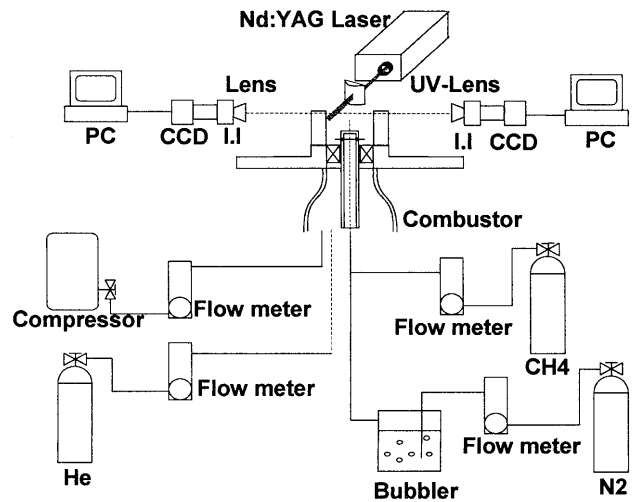 Nd:YAG Laser
Lens
UV-Lens
PC
CCD
I.I
I.I
CCD
PC
Combustor
Compressor
Flow meter
Flow meter
CH4
Flow meter
He
Bubbler
Flow meter
N2